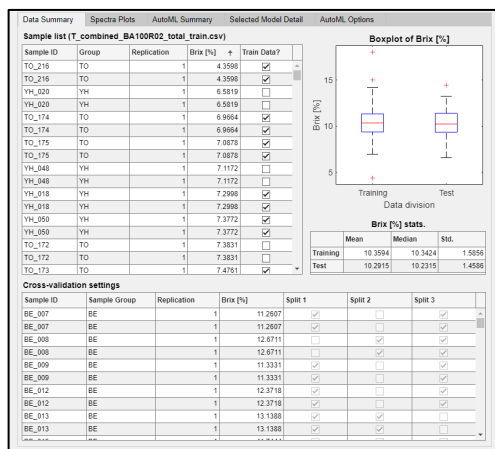 Data Summary Spectra Plots AutoML Summary Selected Model Detail AutoML Options
Sample list (T_combined_BA100R02_total_train.csv)
Sample ID Group Replication Brix [%] Train Data?
TO_216 TO 1 4.3598
TO_216 TO 1 4.3598
YH_020 YH 1 6.5819
YH_020 YH 1 6.5819
TO_174 TO 1 6.9664
TO_174 TO 1 6.9664
TO_175 TO 1 7.0878
TO_175 TO 1 7.0878
YH_048 YH 1 7.1172
YH_048 YH 1 7.1172
YH_018 YH 1 7.2998
YH_018 YH 1 7.2998
YH_050 YH 1 7.3772
YH_050 YH 1 7.3772
TO_172 TO 1 7.3831
TO_172 TO 1 7.3831
TO_173 TO 1 7.4761
Boxplot of Brix [%]
15
10
5
Brix [%]
Training Test
Data division
Brix [%] stats.
Mean Median Std.
Training 10.3594 10.3424 1.5856
Test 10.2915 10.2315 1.4586
Cross-validation settings
Sample ID Sample Group Replication Brix [%] Split 1 Split 2 Split 3
BE_007 BE 1 11.2607
BE_007 BE 1 11.2607
BE_008 BE 1 12.6711
BE_008 BE 1 12.6711
BE_009 BE 1 11.3331
BE_009 BE 1 11.3331
BE_012 BE 1 12.3718
BE_012 BE 1 12.3718
BE_013 BE 1 13.1388
BE_013 BE 1 13.1388